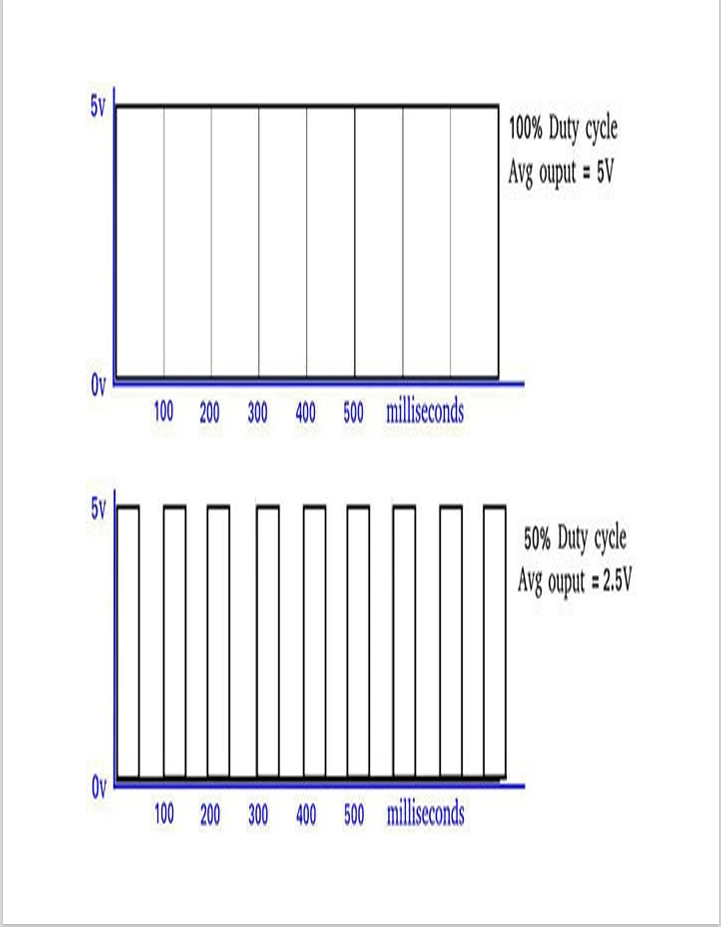 5v
100% Duty cycle
Avg ouput = 5V
0v
100 200 300 400 500 milliseconds
5v
50% Duty cycle
Avg ouput = 2.5V
0v
100 200 300 400 500 milliseconds